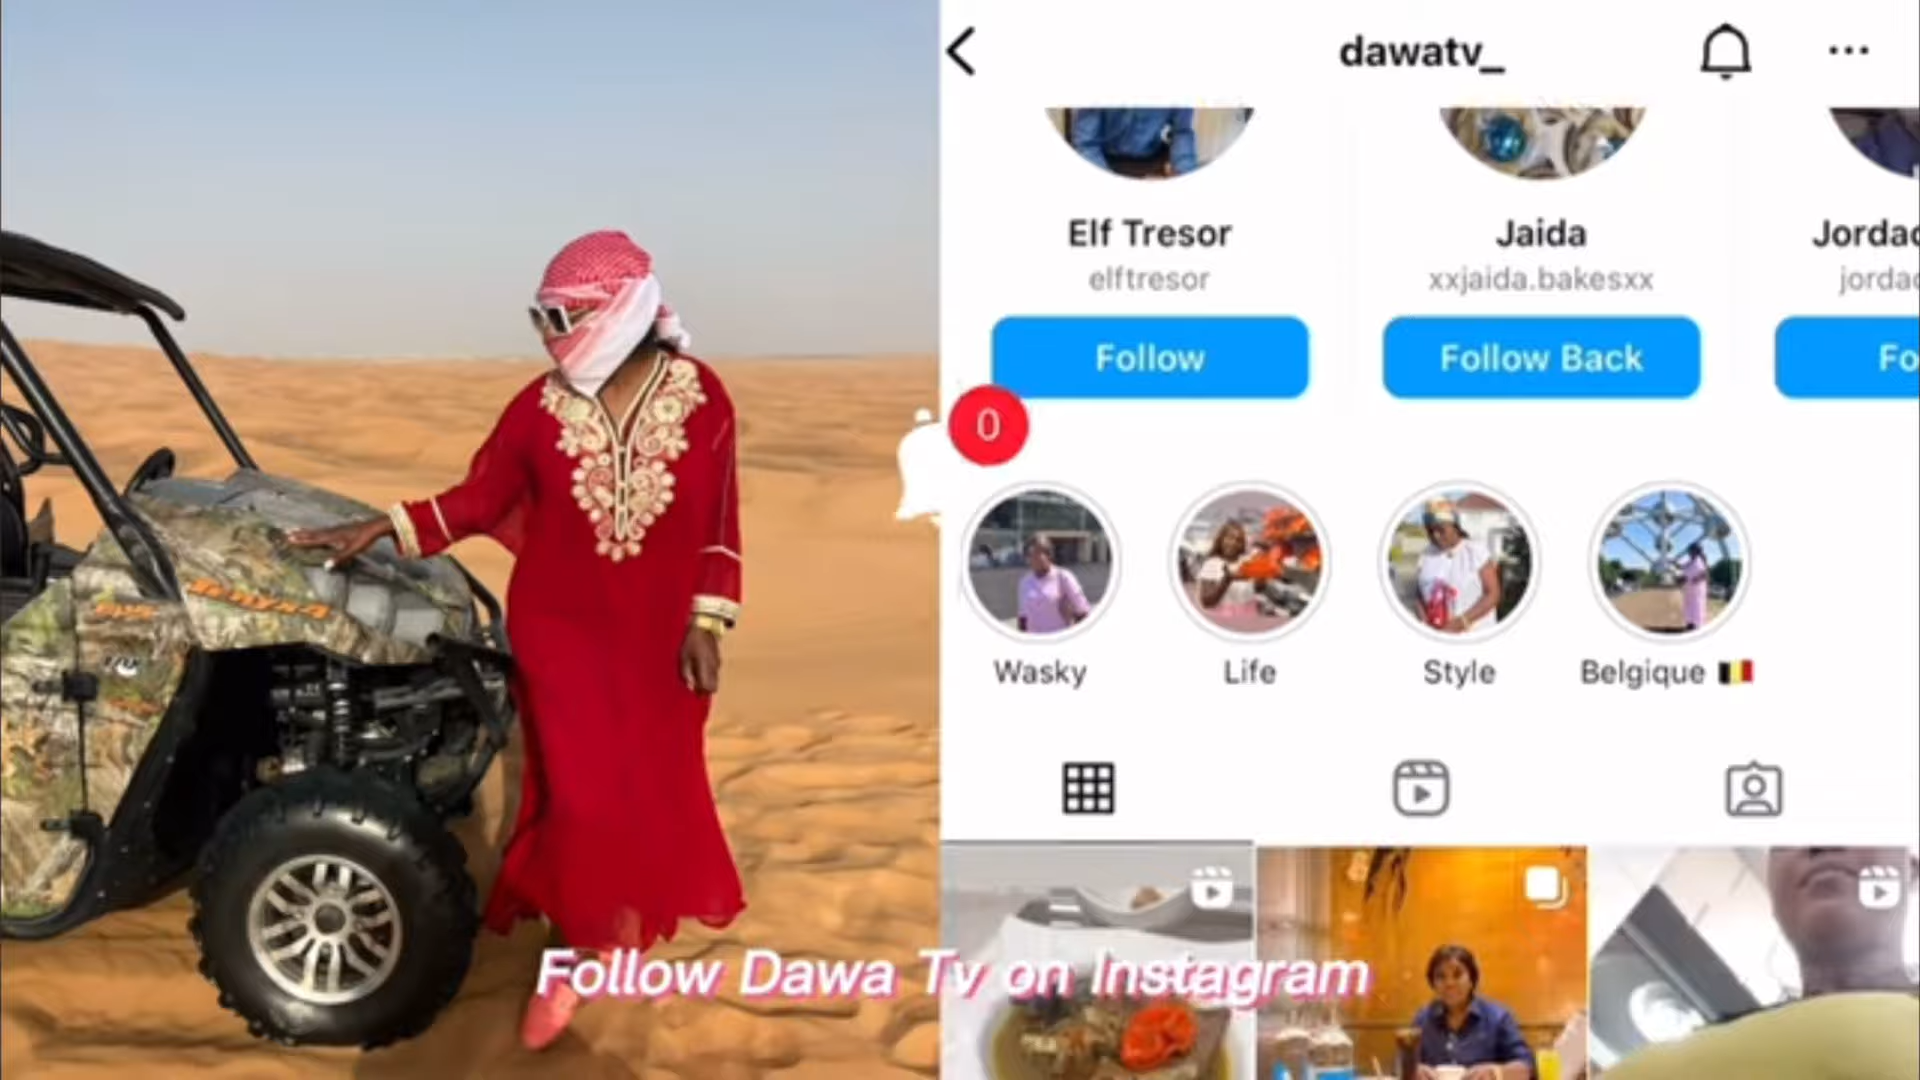 dawatv_
Elf Tresor
elftresor
Follow
Jaida
xxjaida.bakesxx
Follow Back
0
Wasky
Life
Style
Belgique 🇧🇪
Follow Dawa Tv on Instagram